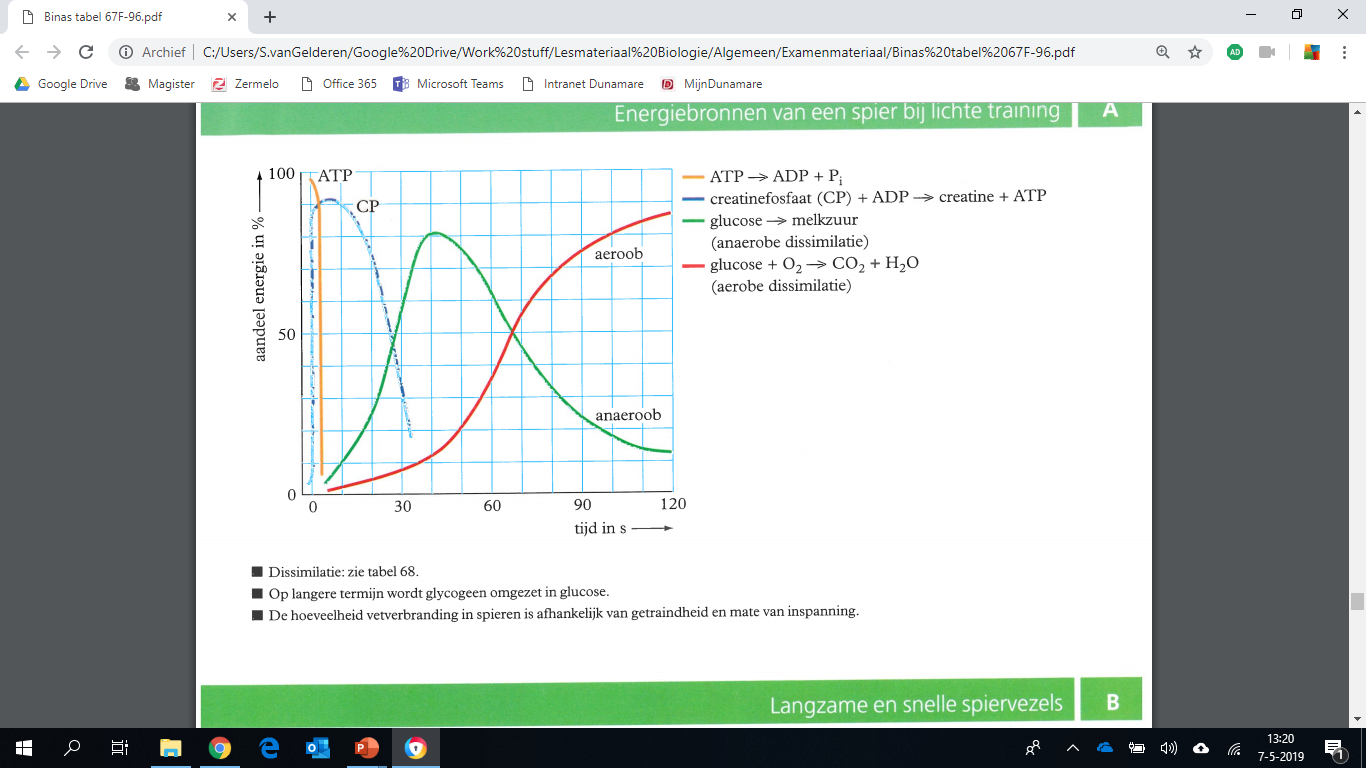 Binas tabel 67F-96.pdf
Archief | C:/Users/S.vanGelderen/Google%20Drive/Work%20stuff/Lesmateriaal%20Biologie/Algemeen/Examenmateriaal/Binas%20tabel%2067F-96.pdf
AD
Google Drive Magister Zermelo Office 365 Microsoft Teams Intranet Dunamare MijnDunamare
Energiebronnen van een spier bij lichte training A
aandeel energie in %
100
50
0
ATP
CP
aeroob
anaeroob
0 30 60 90 120
tijd in s
ATP → ADP + Pi
creatinefosfaat (CP) + ADP → creatine + ATP
glucose → melkzuur
(anaerobe dissimilatie)
glucose + O2 → CO2 + H2O
(aerobe dissimilatie)
■ Dissimilatie: zie tabel 68.
■ Op langere termijn wordt glycogeen omgezet in glucose.
■ De hoeveelheid vetverbranding in spieren is afhankelijk van getraindheid en mate van inspanning.
Langzame en snelle spiervezels B
13:20
7-5-2019
1